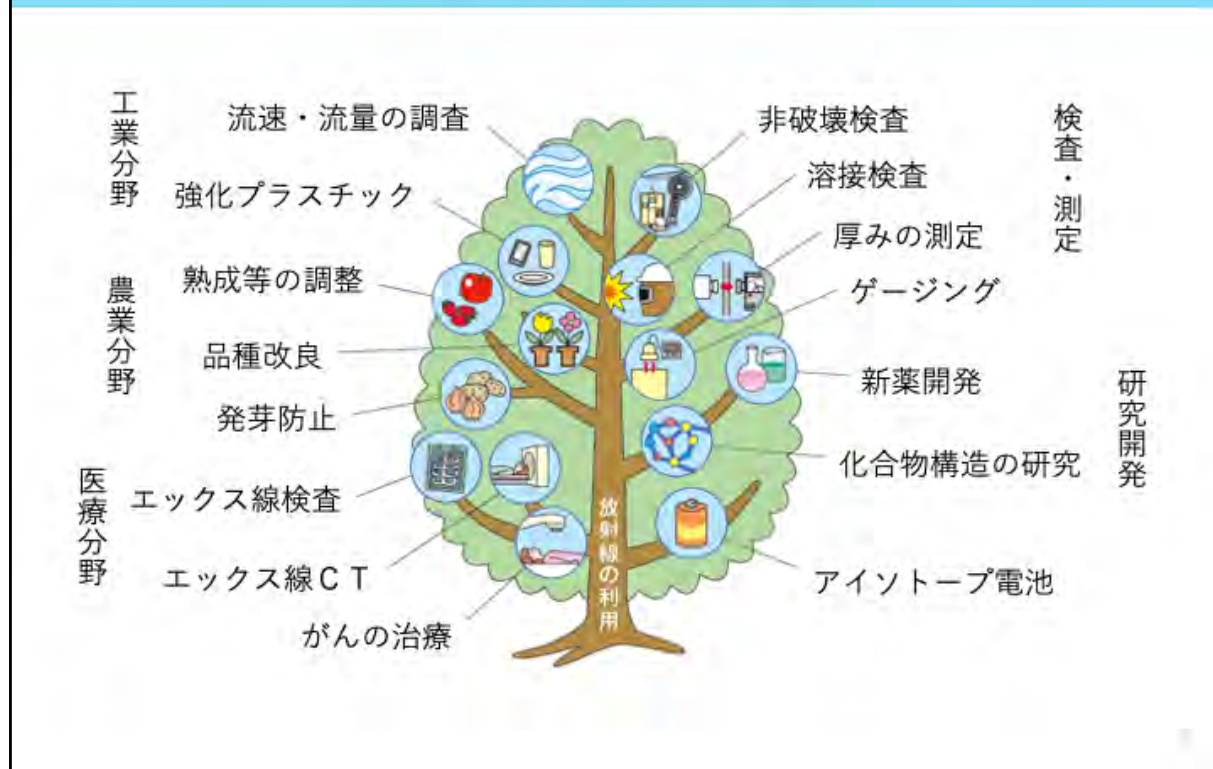 工業分野
流速・流量の調査
強化プラスチック
農業分野
熟成等の調整
品種改良
発芽防止
医療分野
エックス線検査
エックス線CT
がんの治療
放射線の利用
検査・測定
非破壊検査
溶接検査
厚みの測定
ゲージング
研究開発
新薬開発
化合物構造の研究
アイソトープ電池